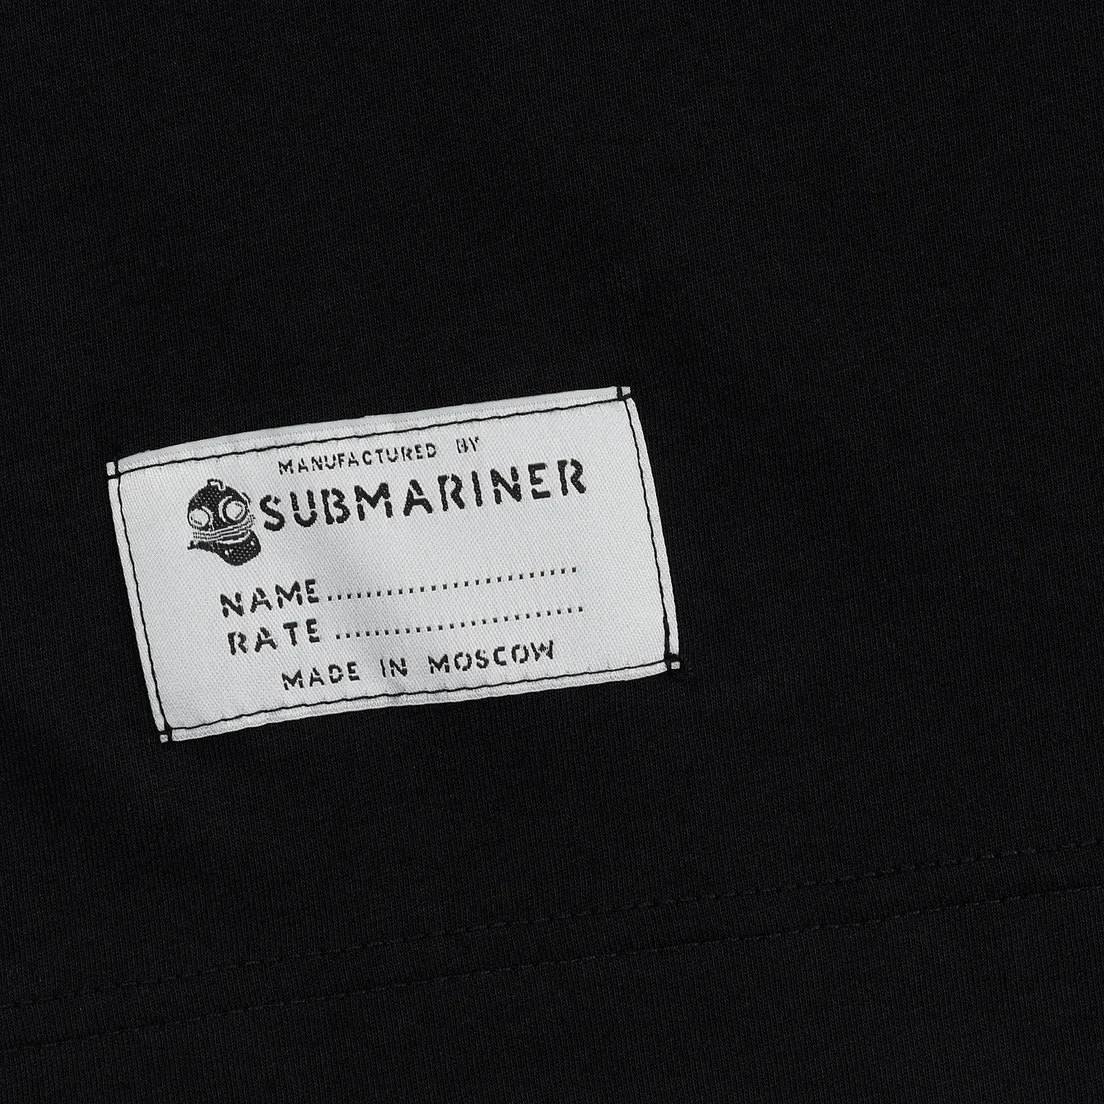 MANUFACTURED BY
SUBMARINER
NAME..........................
RATE..........................
MADE IN MOSCOW